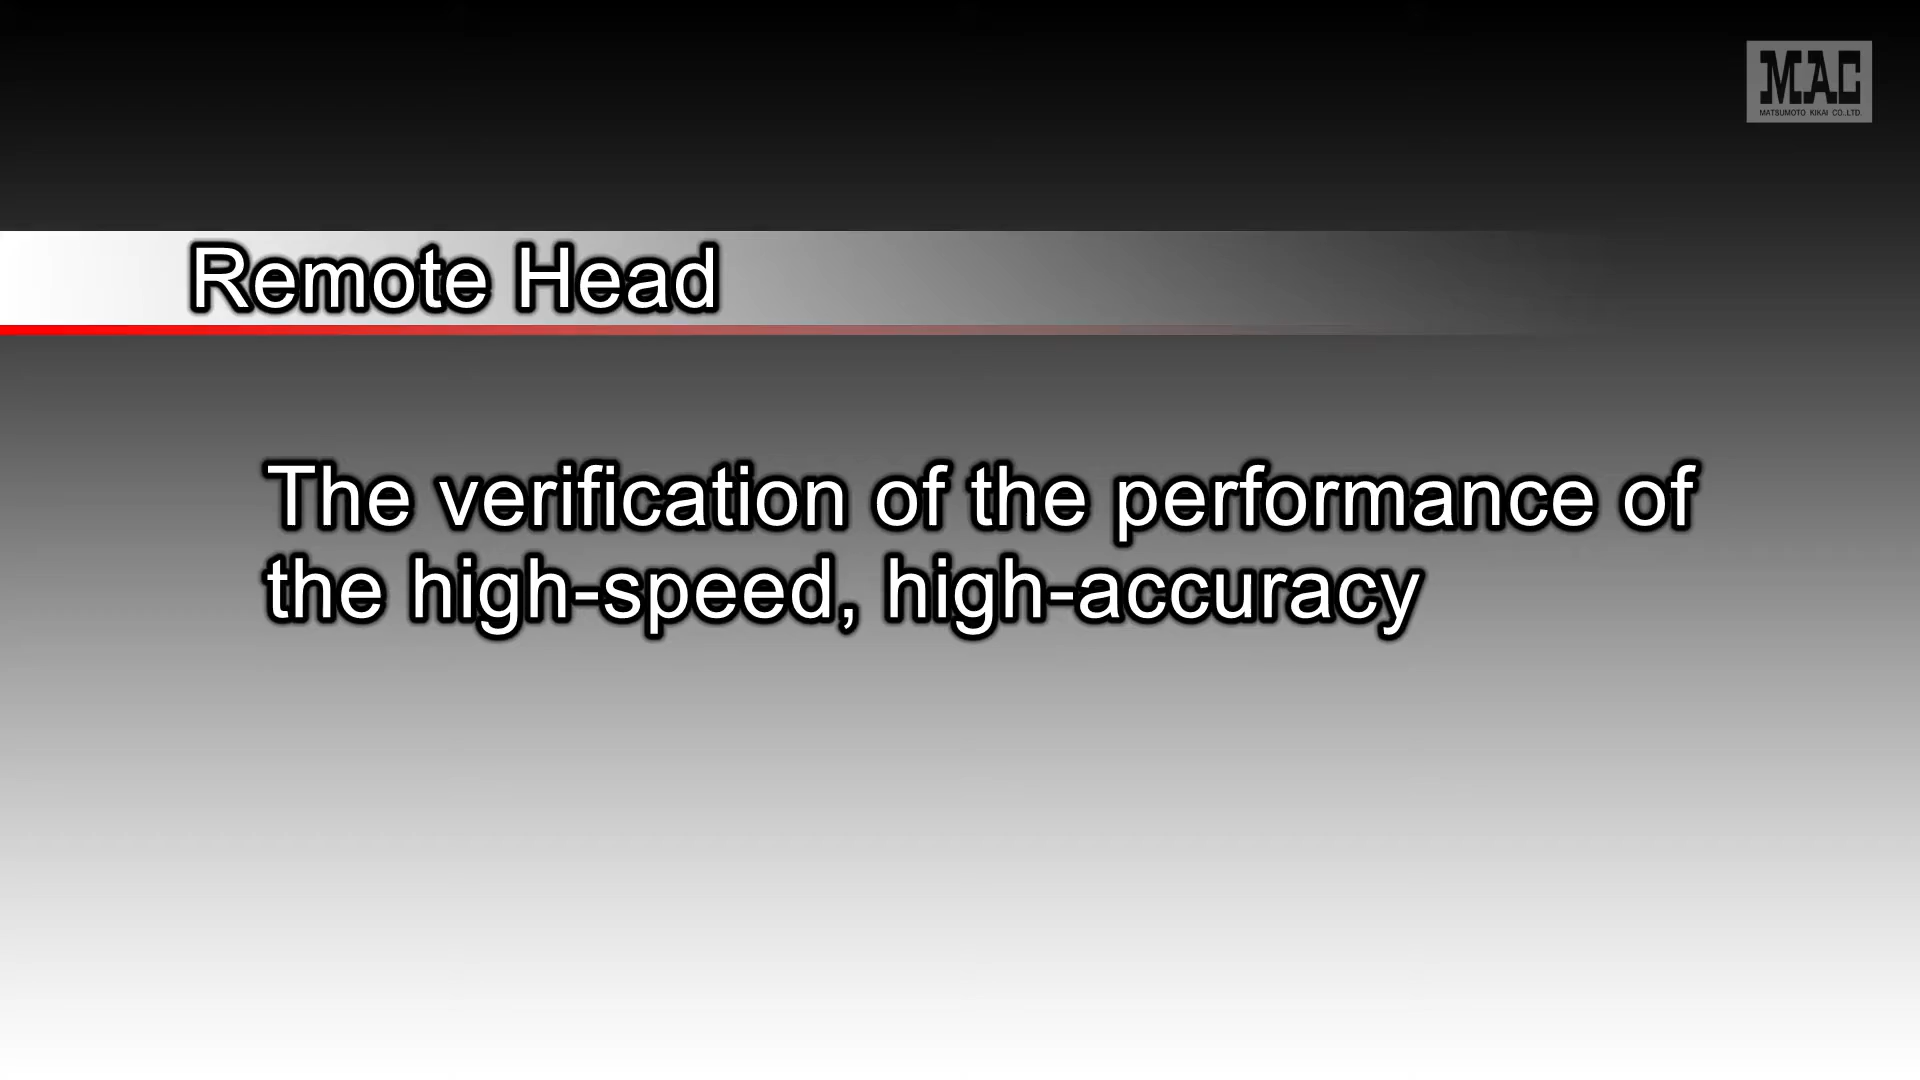 MAC
MATSUMOTO KIKAI CO.,LTD.
Remote Head
The verification of the performance of
the high-speed, high-accuracy